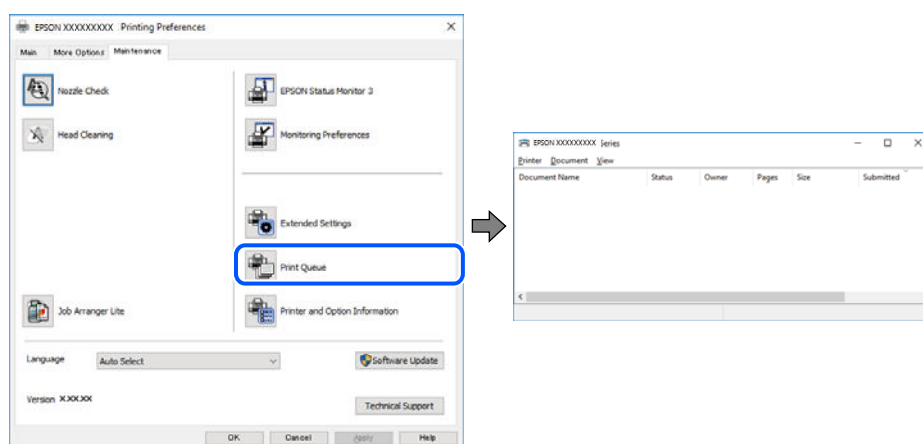 EPSON XXXXXXXXX Printing Preferences
Main More Options Maintenance
Nozzle Check
EPSON Status Monitor 3
Head Cleaning
Monitoring Preferences
Extended Settings
Print Queue
Job Arranger Lite
Printer and Option Information
Language Auto Select
Software Update
Version X.XX.XX
Technical Support
OK Cancel Apply Help
EPSON XXXXXXXXX Series
Printer Document View
Document Name Status Owner Pages Size Submitted